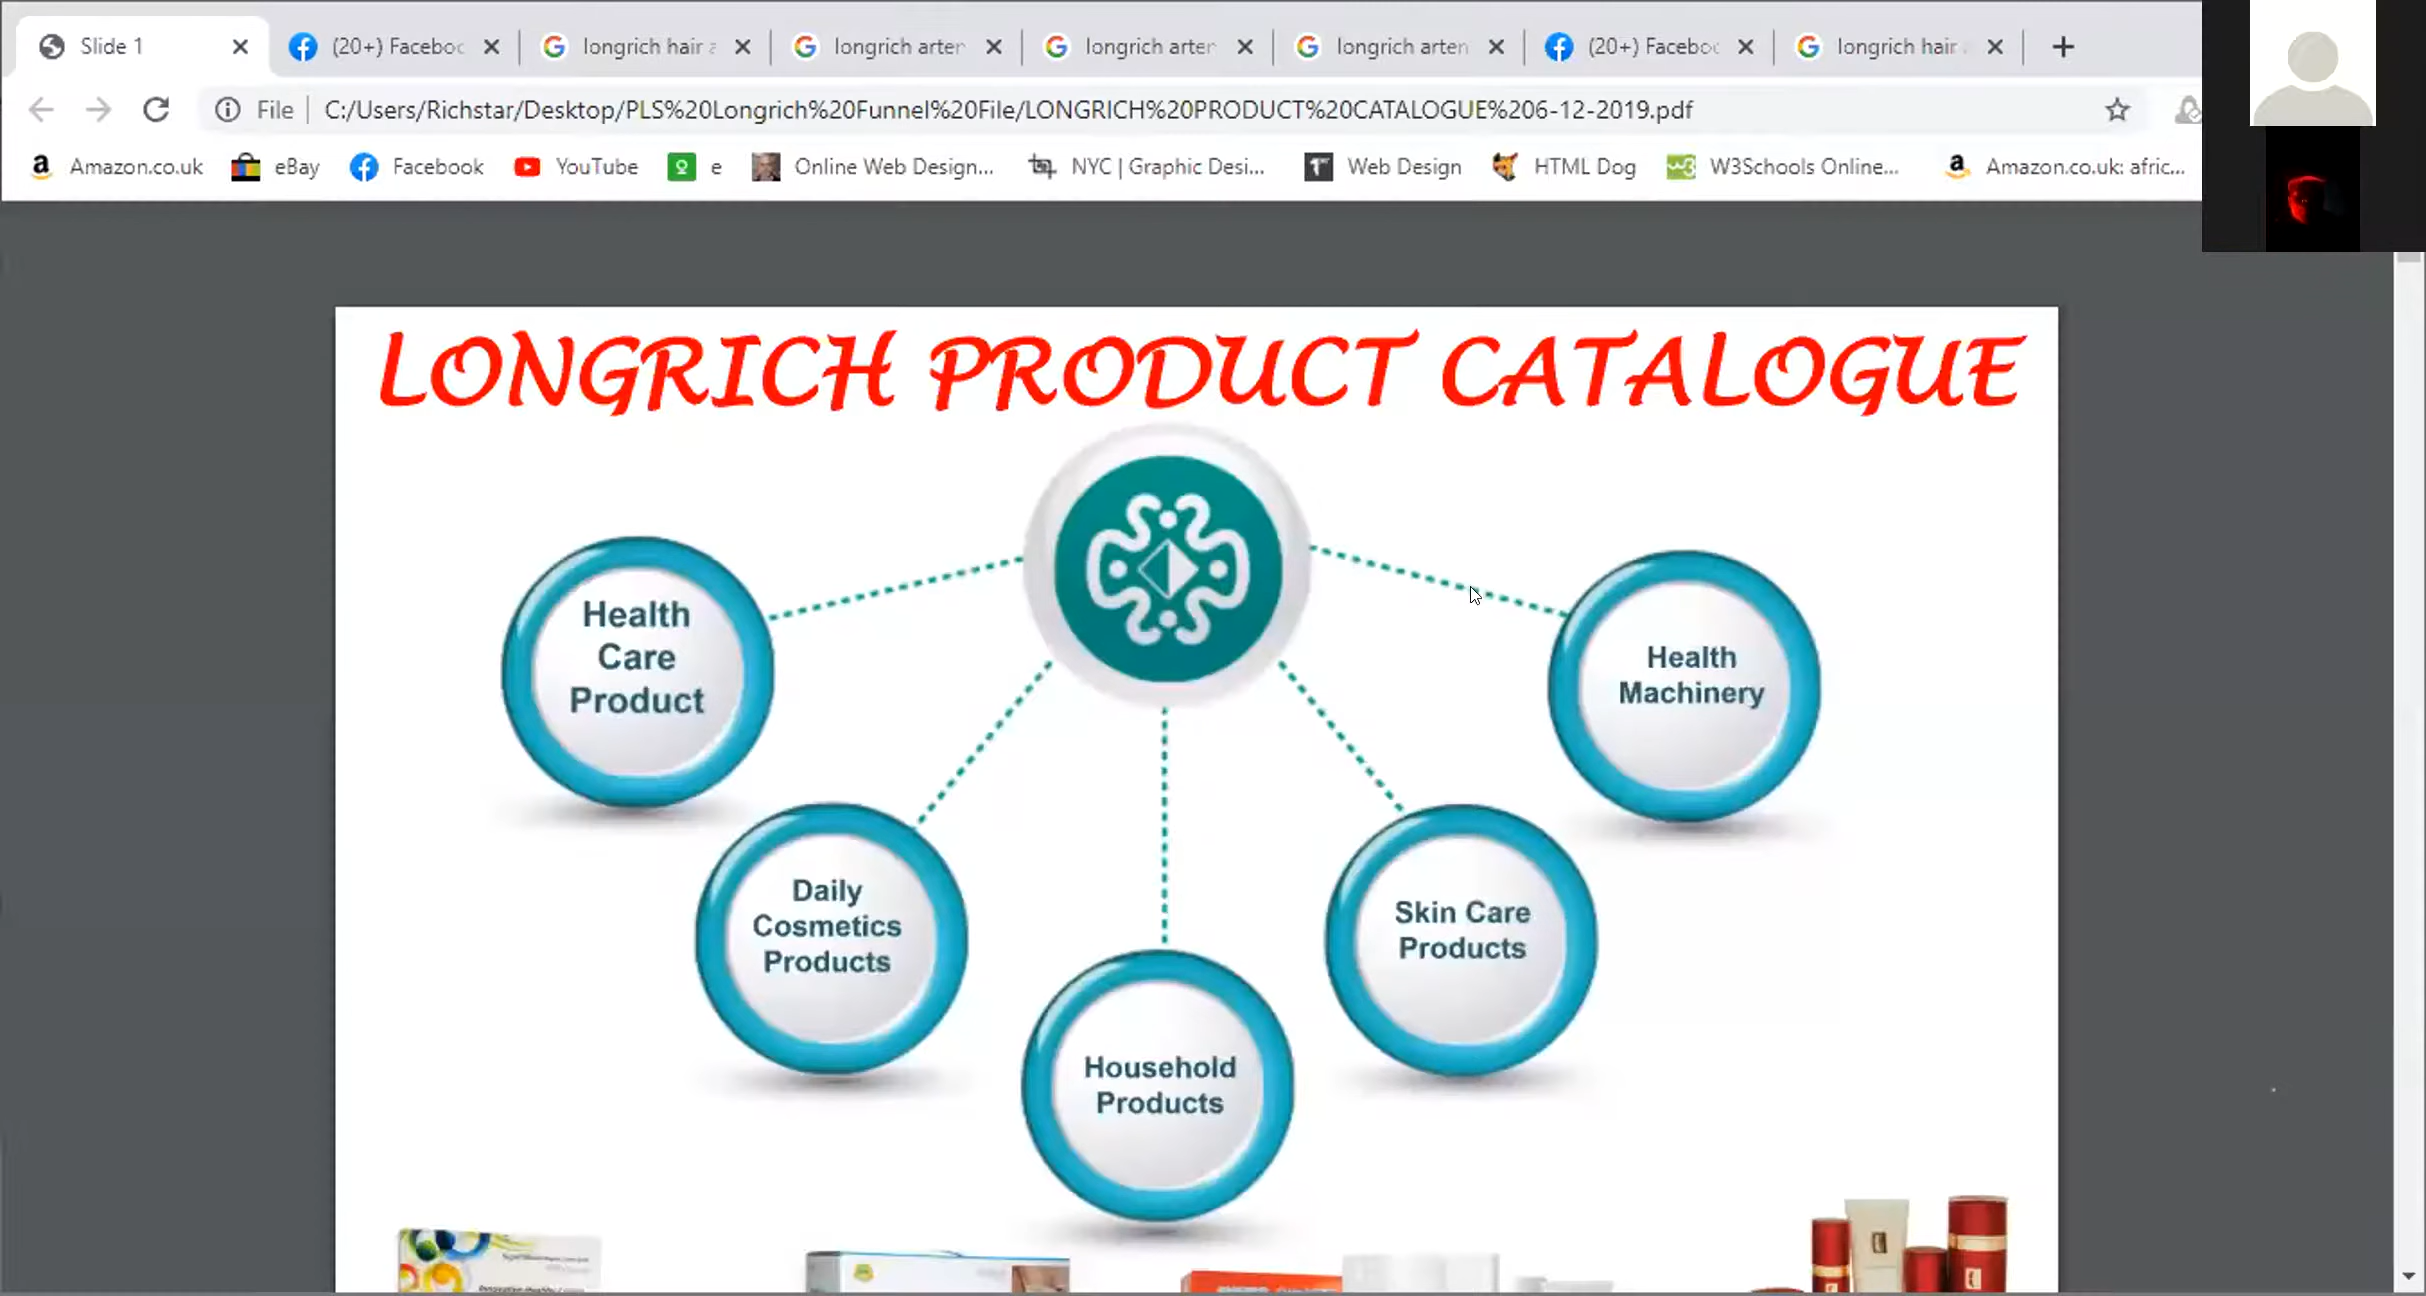 Slide 1
(20+) Faceboo
longrich hair a
longrich arten
longrich arten
longrich arten
(20+) Faceboo
longrich hair
File
C:/Users/Richstar/Desktop/PLS%20Longrich%20Funnel%20File/LONGRICH%20PRODUCT%20CATALOGUE%206-12-2019.pdf
Amazon.co.uk
eBay
Facebook
YouTube
e
Online Web Design...
NYC | Graphic Desi...
Web Design
HTML Dog
W3Schools Online...
Amazon.co.uk: afric...
LONGRICH PRODUCT CATALOGUE
Health
Care
Product
Health
Machinery
Daily
Cosmetics
Products
Skin Care
Products
Household
Products